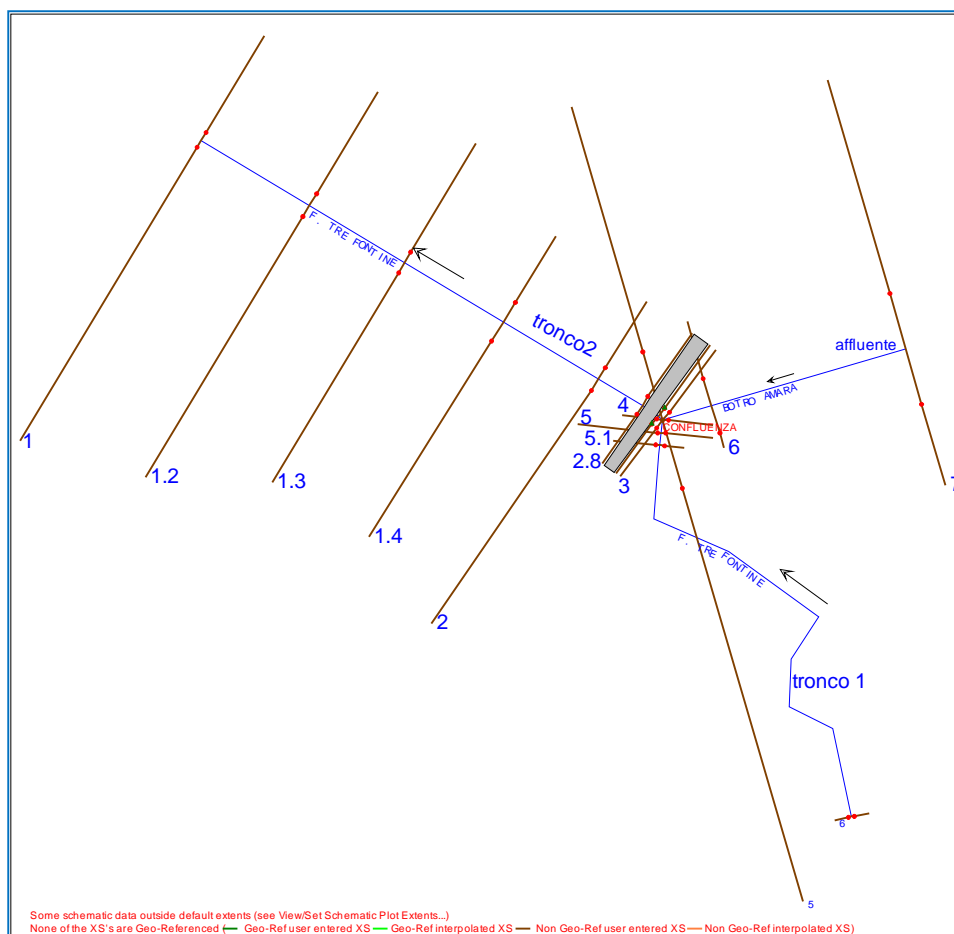 affluente
BOTRO AMARA
F. TRE FONTINE
tronco2
4
5
CONFLUENZA
5.1
6
1
2.8
1.2
1.3
3
7
1.4
F. TRE FONTINE
2
tronco 1
6
5
Some schematic data outside default extents (see View/Set Schematic Plot Extents...)
None of the XS's are Geo-Referenced ( Geo-Ref user entered XS Geo-Ref interpolated XS Non Geo-Ref user entered XS Non Geo-Ref interpolated XS)